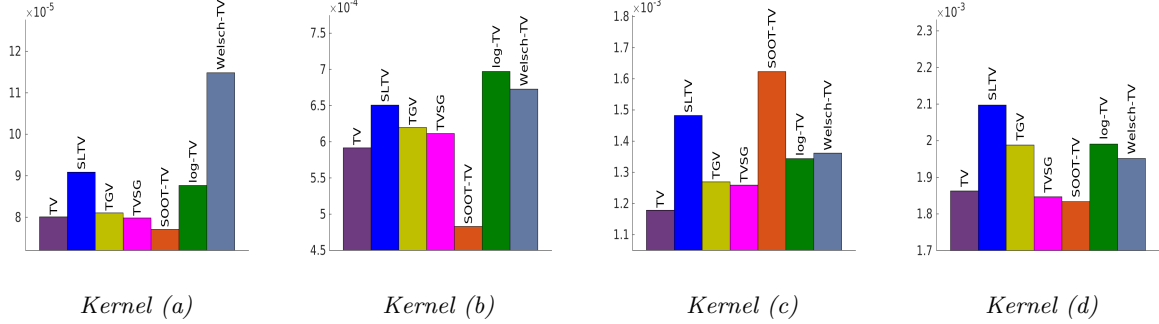 ×10⁻⁵
12
11
10
9
8
TV
SLTV
TGV
TVSG
SOOT-TV
log-TV
Welsch-TV
Kernel (a)
×10⁻⁴
7.5
7
6.5
6
5.5
5
4.5
TV
SLTV
TGV
TVSG
SOOT-TV
log-TV
Welsch-TV
Kernel (b)
×10⁻³
1.8
1.7
1.6
1.5
1.4
1.3
1.2
1.1
TV
SLTV
TGV
TVSG
SOOT-TV
log-TV
Welsch-TV
Kernel (c)
×10⁻³
2.3
2.2
2.1
2
1.9
1.8
1.7
TV
SLTV
TGV
TVSG
SOOT-TV
log-TV
Welsch-TV
Kernel (d)